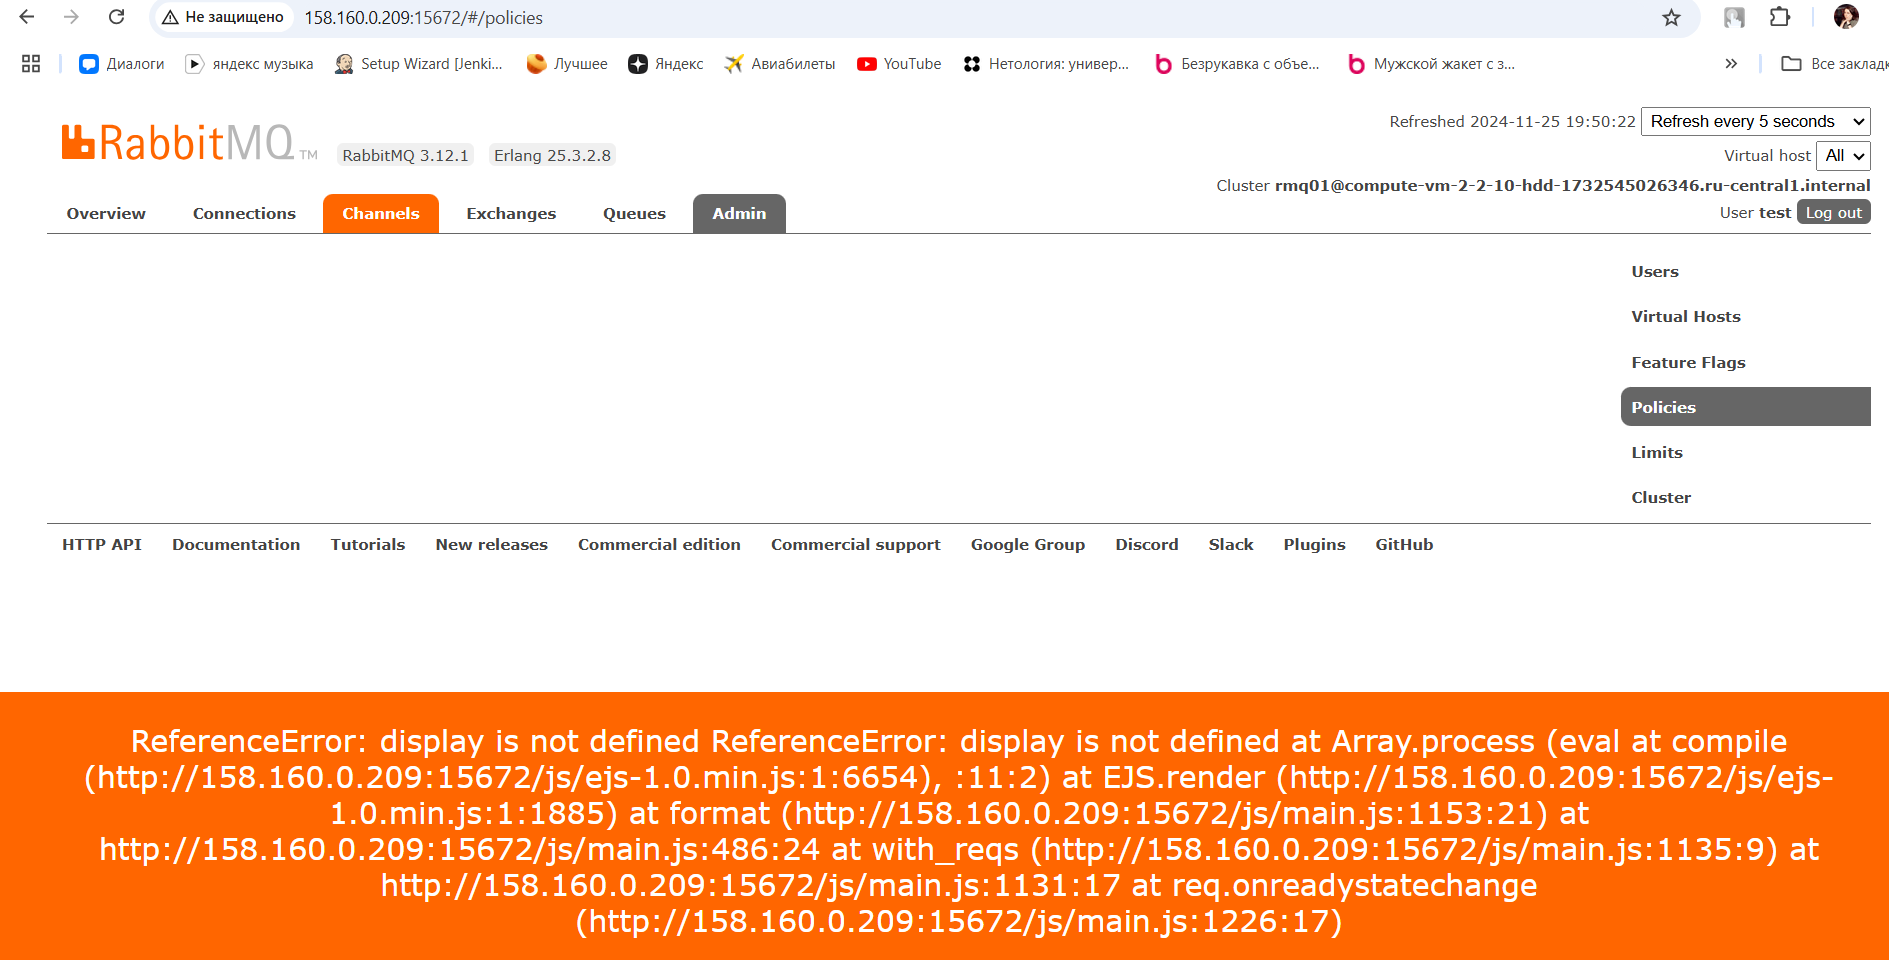 Не защищено 158.160.0.209:15672/#/policies
Диалоги яндекс музыка Setup Wizard [Jenki... Лучшее Яндекс Авиабилеты YouTube Нетология: универ... Безрукавка с объе... Мужской жакет с з... » Все заклад
Refreshed 2024-11-25 19:50:22 Refresh every 5 seconds
RabbitMQ TM RabbitMQ 3.12.1 Erlang 25.3.2.8
Virtual host All
Cluster rmq01@compute-vm-2-2-10-hdd-1732545026346.ru-central1.internal
User test Log out
Overview Connections Channels Exchanges Queues Admin
Users
Virtual Hosts
Feature Flags
Policies
Limits
Cluster
HTTP API Documentation Tutorials New releases Commercial edition Commercial support Google Group Discord Slack Plugins GitHub
ReferenceError: display is not defined ReferenceError: display is not defined at Array.process (eval at compile
(http://158.160.0.209:15672/js/ejs-1.0.min.js:1:6654), :11:2) at EJS.render (http://158.160.0.209:15672/js/ejs-
1.0.min.js:1:1885) at format (http://158.160.0.209:15672/js/main.js:1153:21) at
http://158.160.0.209:15672/js/main.js:486:24 at with_reqs (http://158.160.0.209:15672/js/main.js:1135:9) at
http://158.160.0.209:15672/js/main.js:1131:17 at req.onreadystatechange
(http://158.160.0.209:15672/js/main.js:1226:17)